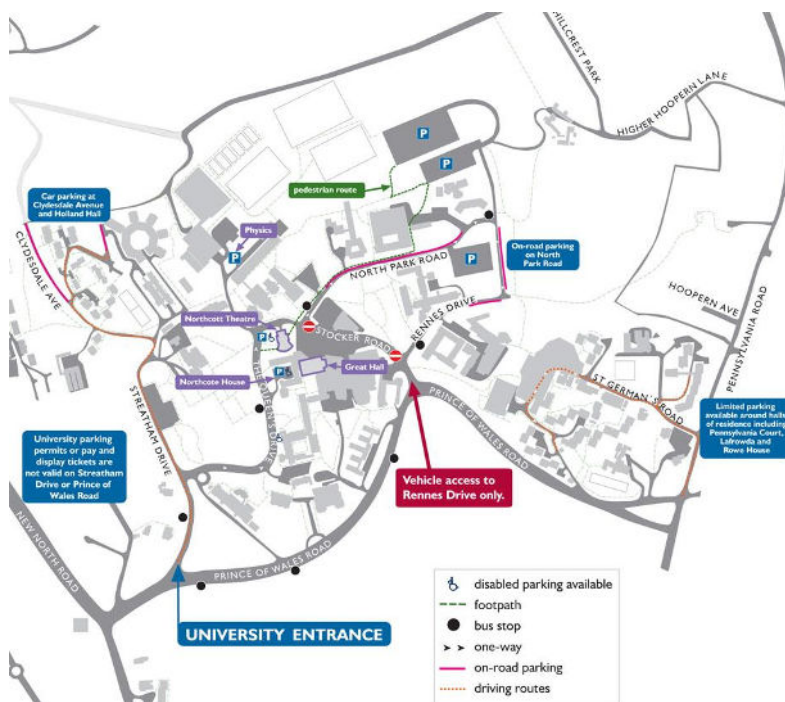 HILLCREST PARK
HIGHER HOOPERN LANE
P
P
pedestrian route
Car parking at
Clydesdale Avenue
and Holland Hall
Physics
P
CLYDESDALE AVE
NORTH PARK ROAD
P
On-road parking
on North
Park Road
HOOPERN AVE
PENNSYLVANIA ROAD
Northcott Theatre
P
STOCKER ROAD
RENNES DRIVE
Northcote House
P
Great Hall
THE QUEEN'S DRIVE
STREATHAM DRIVE
ST GERMAN'S ROAD
PRINCE OF WALES ROAD
Limited parking
available around halls
of residence including
Pennsylvania Court,
Lafrowda and
Rowe House
University parking
permits or pay and
display tickets are
not valid on Streatham
Drive or Prince of
Wales Road
Vehicle access to
Rennes Drive only.
NEW NORTH ROAD
PRINCE OF WALES ROAD
UNIVERSITY ENTRANCE
disabled parking available
footpath
bus stop
one-way
on-road parking
driving routes